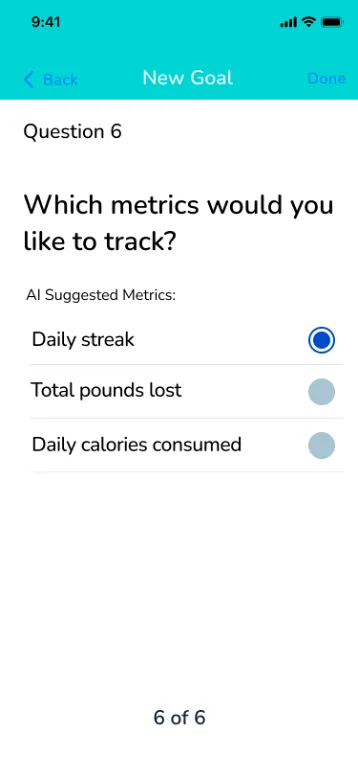 9:41
Back
New Goal
Done
Question 6
Which metrics would you
like to track?
AI Suggested Metrics:
Daily streak
Total pounds lost
Daily calories consumed
6 of 6